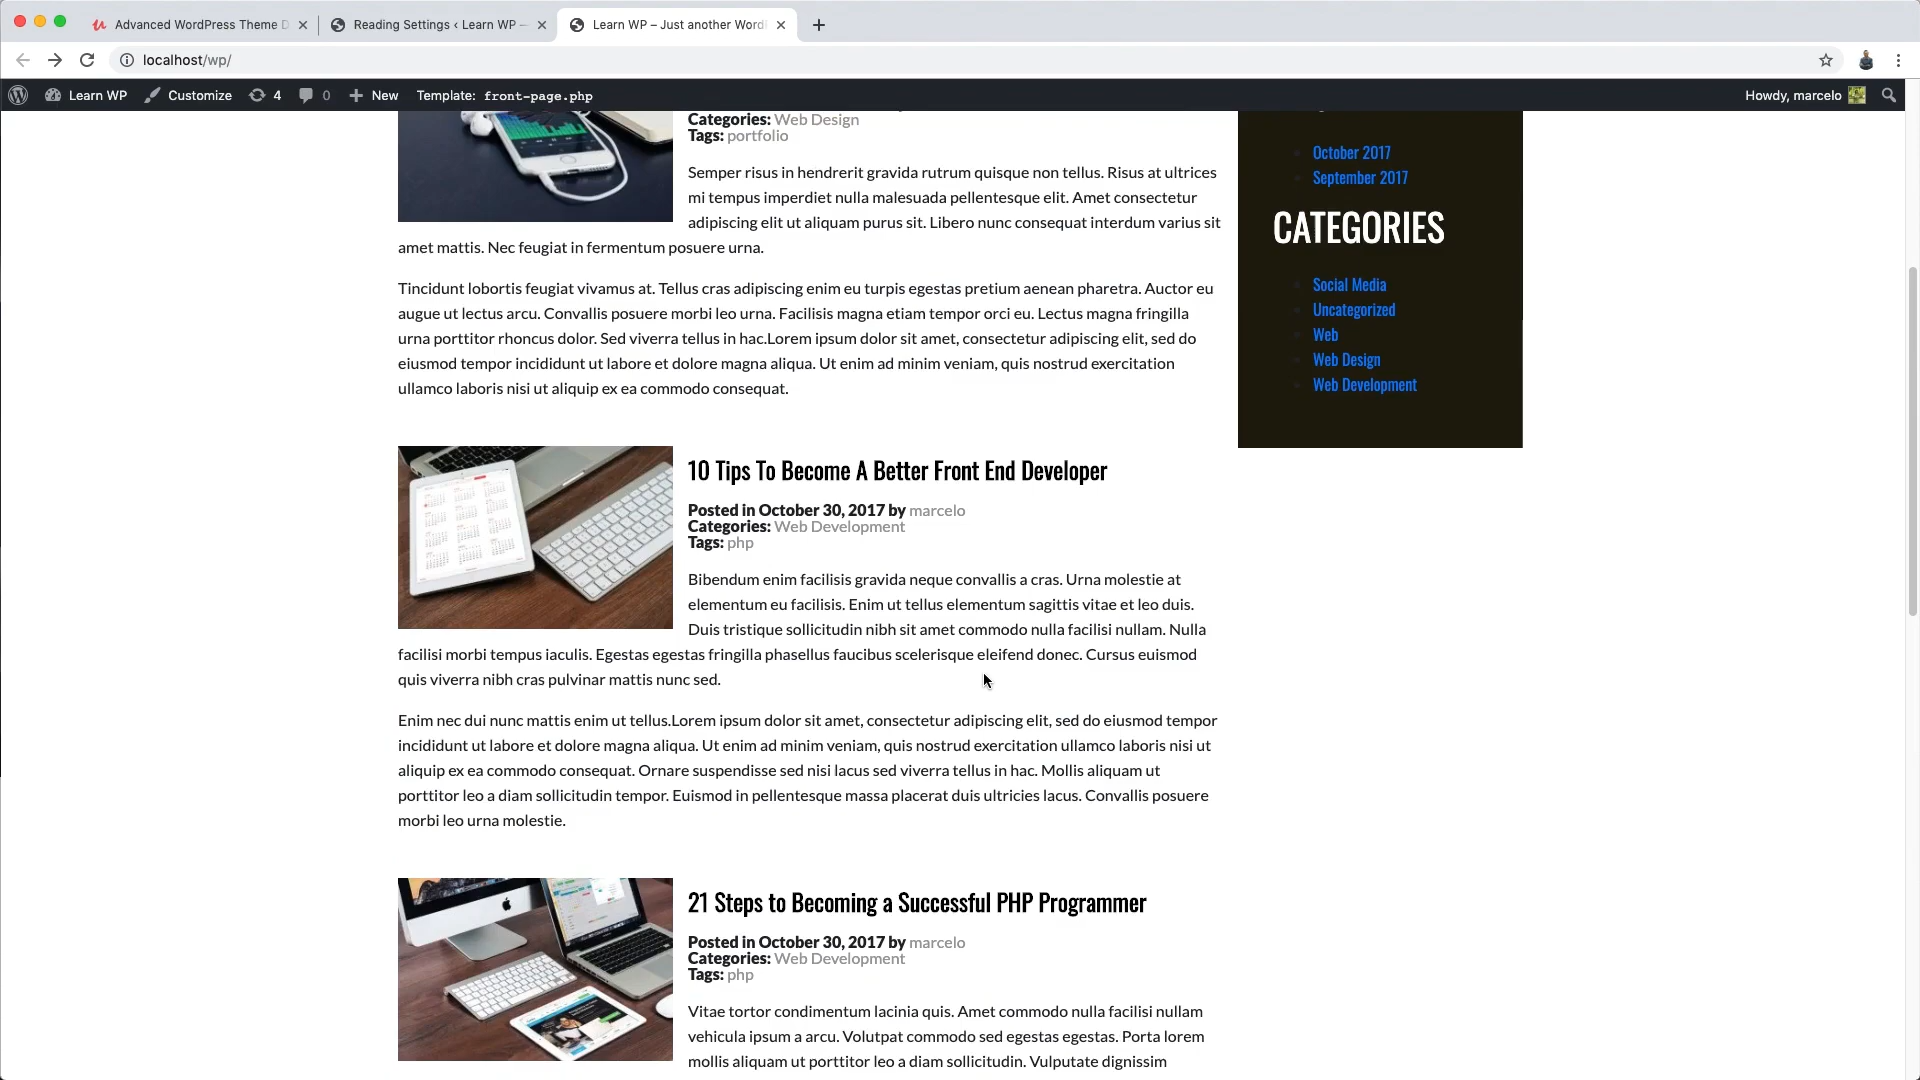 Advanced WordPress Theme D
Reading Settings ‹ Learn WP —
Learn WP – Just another Word
localhost/wp/
Learn WP
Customize
4
0
New
Template: front-page.php
Howdy, marcelo
Categories: Web Design
Tags: portfolio
Semper risus in hendrerit gravida rutrum quisque non tellus. Risus at ultrices
mi tempus imperdiet nulla malesuada pellentesque elit. Amet consectetur
adipiscing elit ut aliquam purus sit. Libero nunc consequat interdum varius sit
amet mattis. Nec feugiat in fermentum posuere urna.
Tincidunt lobortis feugiat vivamus at. Tellus cras adipiscing enim eu turpis egestas pretium aenean pharetra. Auctor eu
augue ut lectus arcu. Convallis posuere morbi leo urna. Facilisis magna etiam tempor orci eu. Lectus magna fringilla
urna porttitor rhoncus dolor. Sed viverra tellus in hac.Lorem ipsum dolor sit amet, consectetur adipiscing elit, sed do
eiusmod tempor incididunt ut labore et dolore magna aliqua. Ut enim ad minim veniam, quis nostrud exercitation
ullamco laboris nisi ut aliquip ex ea commodo consequat.
10 Tips To Become A Better Front End Developer
Posted in October 30, 2017 by marcelo
Categories: Web Development
Tags: php
Bibendum enim facilisis gravida neque convallis a cras. Urna molestie at
elementum eu facilisis. Enim ut tellus elementum sagittis vitae et leo duis.
Duis tristique sollicitudin nibh sit amet commodo nulla facilisi nullam. Nulla
facilisi morbi tempus iaculis. Egestas egestas fringilla phasellus faucibus scelerisque eleifend donec. Cursus euismod
quis viverra nibh cras pulvinar mattis nunc sed.
Enim nec dui nunc mattis enim ut tellus.Lorem ipsum dolor sit amet, consectetur adipiscing elit, sed do eiusmod tempor
incididunt ut labore et dolore magna aliqua. Ut enim ad minim veniam, quis nostrud exercitation ullamco laboris nisi ut
aliquip ex ea commodo consequat. Ornare suspendisse sed nisi lacus sed viverra tellus in hac. Mollis aliquam ut
porttitor leo a diam sollicitudin tempor. Euismod in pellentesque massa placerat duis ultricies lacus. Convallis posuere
morbi leo urna molestie.
21 Steps to Becoming a Successful PHP Programmer
Posted in October 30, 2017 by marcelo
Categories: Web Development
Tags: php
Vitae tortor condimentum lacinia quis. Amet commodo nulla facilisi nullam
vehicula ipsum a arcu. Volutpat commodo sed egestas egestas. Porta lorem
mollis aliquam ut porttitor leo a diam sollicitudin. Vulputate dignissim
October 2017
September 2017
CATEGORIES
Social Media
Uncategorized
Web
Web Design
Web Development